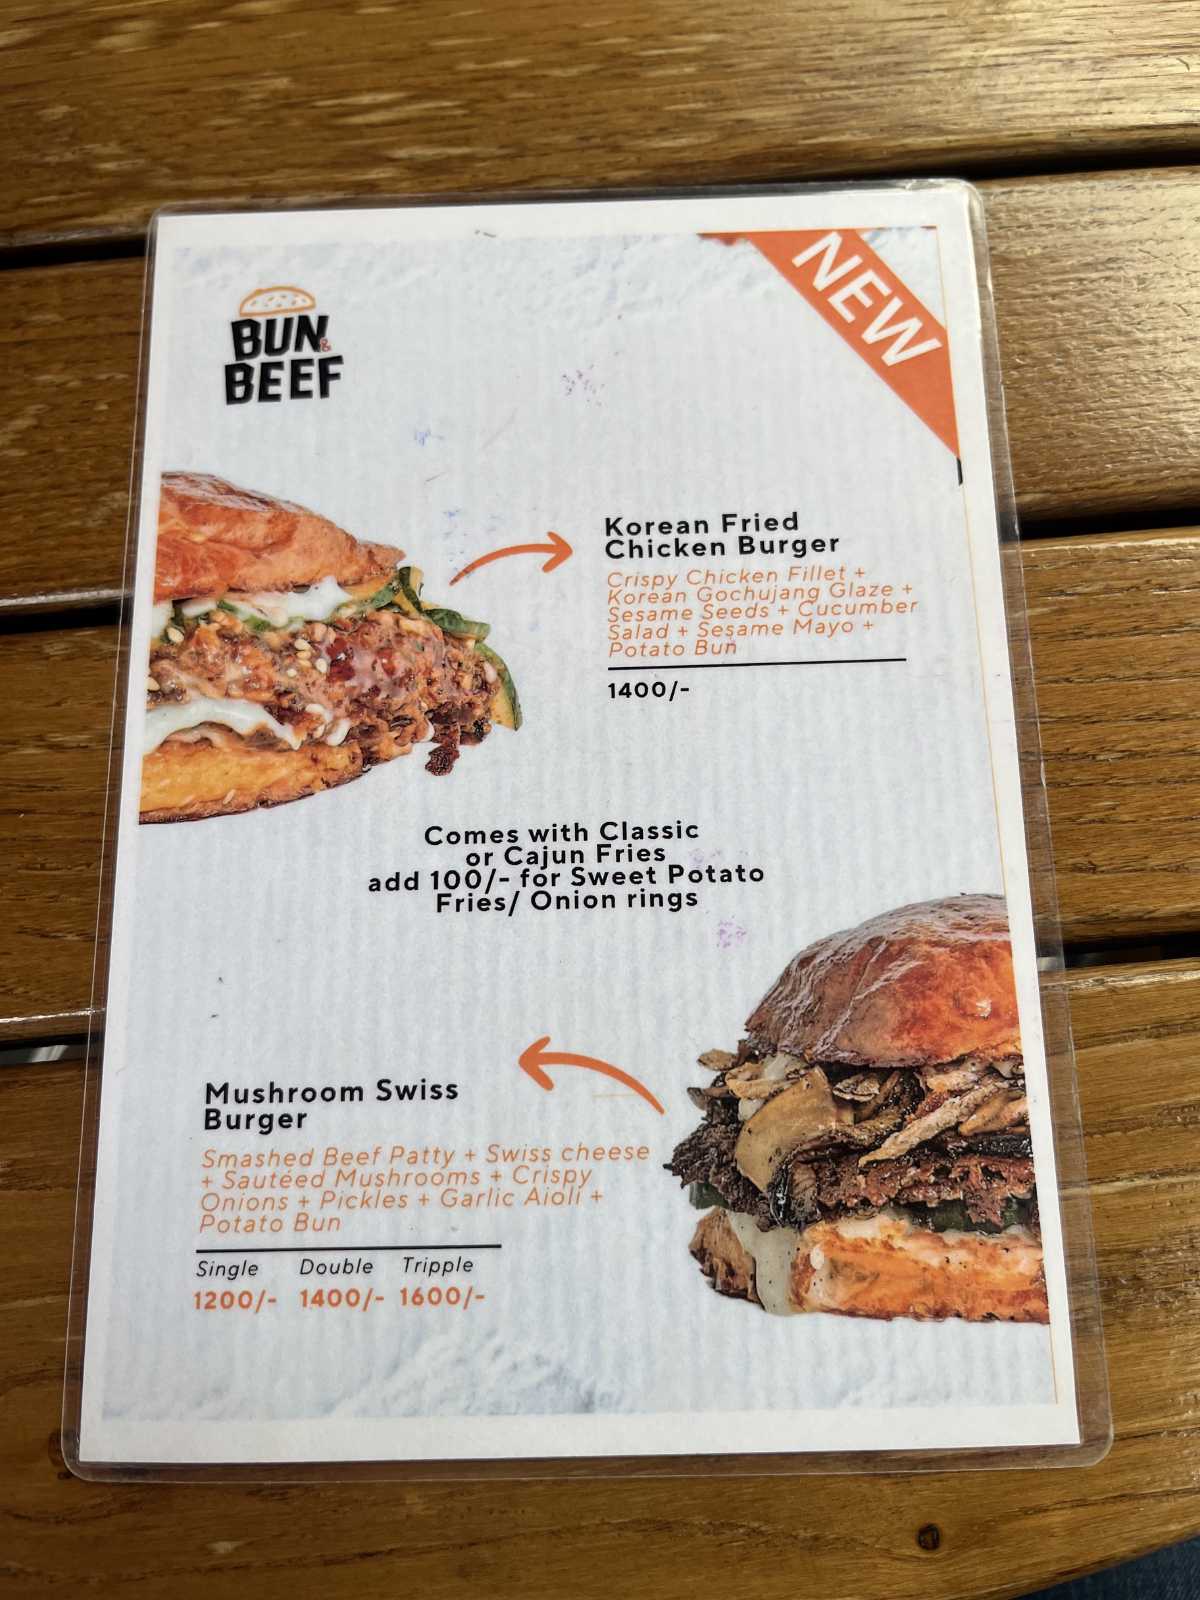 BUN &
BEEF
NEW
Korean Fried
Chicken Burger
Crispy Chicken Fillet +
Korean Gochujang Glaze +
Sesame Seeds + Cucumber
Salad + Sesame Mayo +
Potato Bun
1400/-
Comes with Classic
or Cajun Fries
add 100/- for Sweet Potato
Fries/ Onion rings
Mushroom Swiss
Burger
Smashed Beef Patty + Swiss cheese
+ Sautéed Mushrooms + Crispy
Onions + Pickles + Garlic Aioli +
Potato Bun
Single Double Tripple
1200/- 1400/- 1600/-